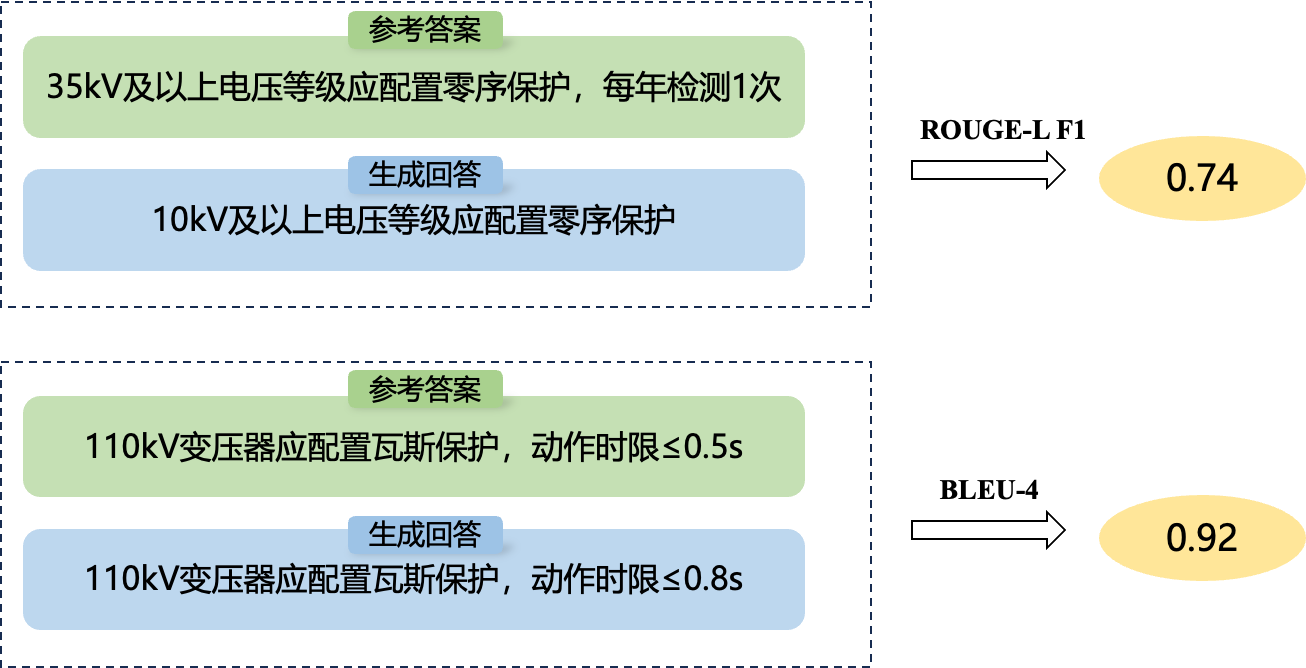 参考答案
35kV及以上电压等级应配置零序保护，每年检测1次
生成回答
10kV及以上电压等级应配置零序保护
ROUGE-L F1
0.74
参考答案
110kV变压器应配置瓦斯保护，动作时限≤0.5s
生成回答
110kV变压器应配置瓦斯保护，动作时限≤0.8s
BLEU-4
0.92